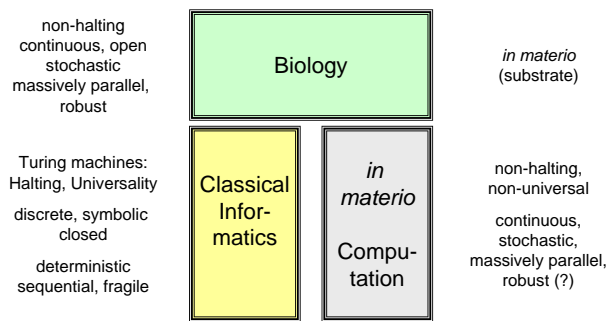 non-halting
continuous, open
stochastic
massively parallel,
robust
Biology
in materio
(substrate)
Turing machines:
Halting, Universality
discrete, symbolic
closed
deterministic
sequential, fragile
Classical
Infor-
matics
in
materio
Compu-
tation
non-halting,
non-universal
continuous,
stochastic,
massively parallel,
robust (?)